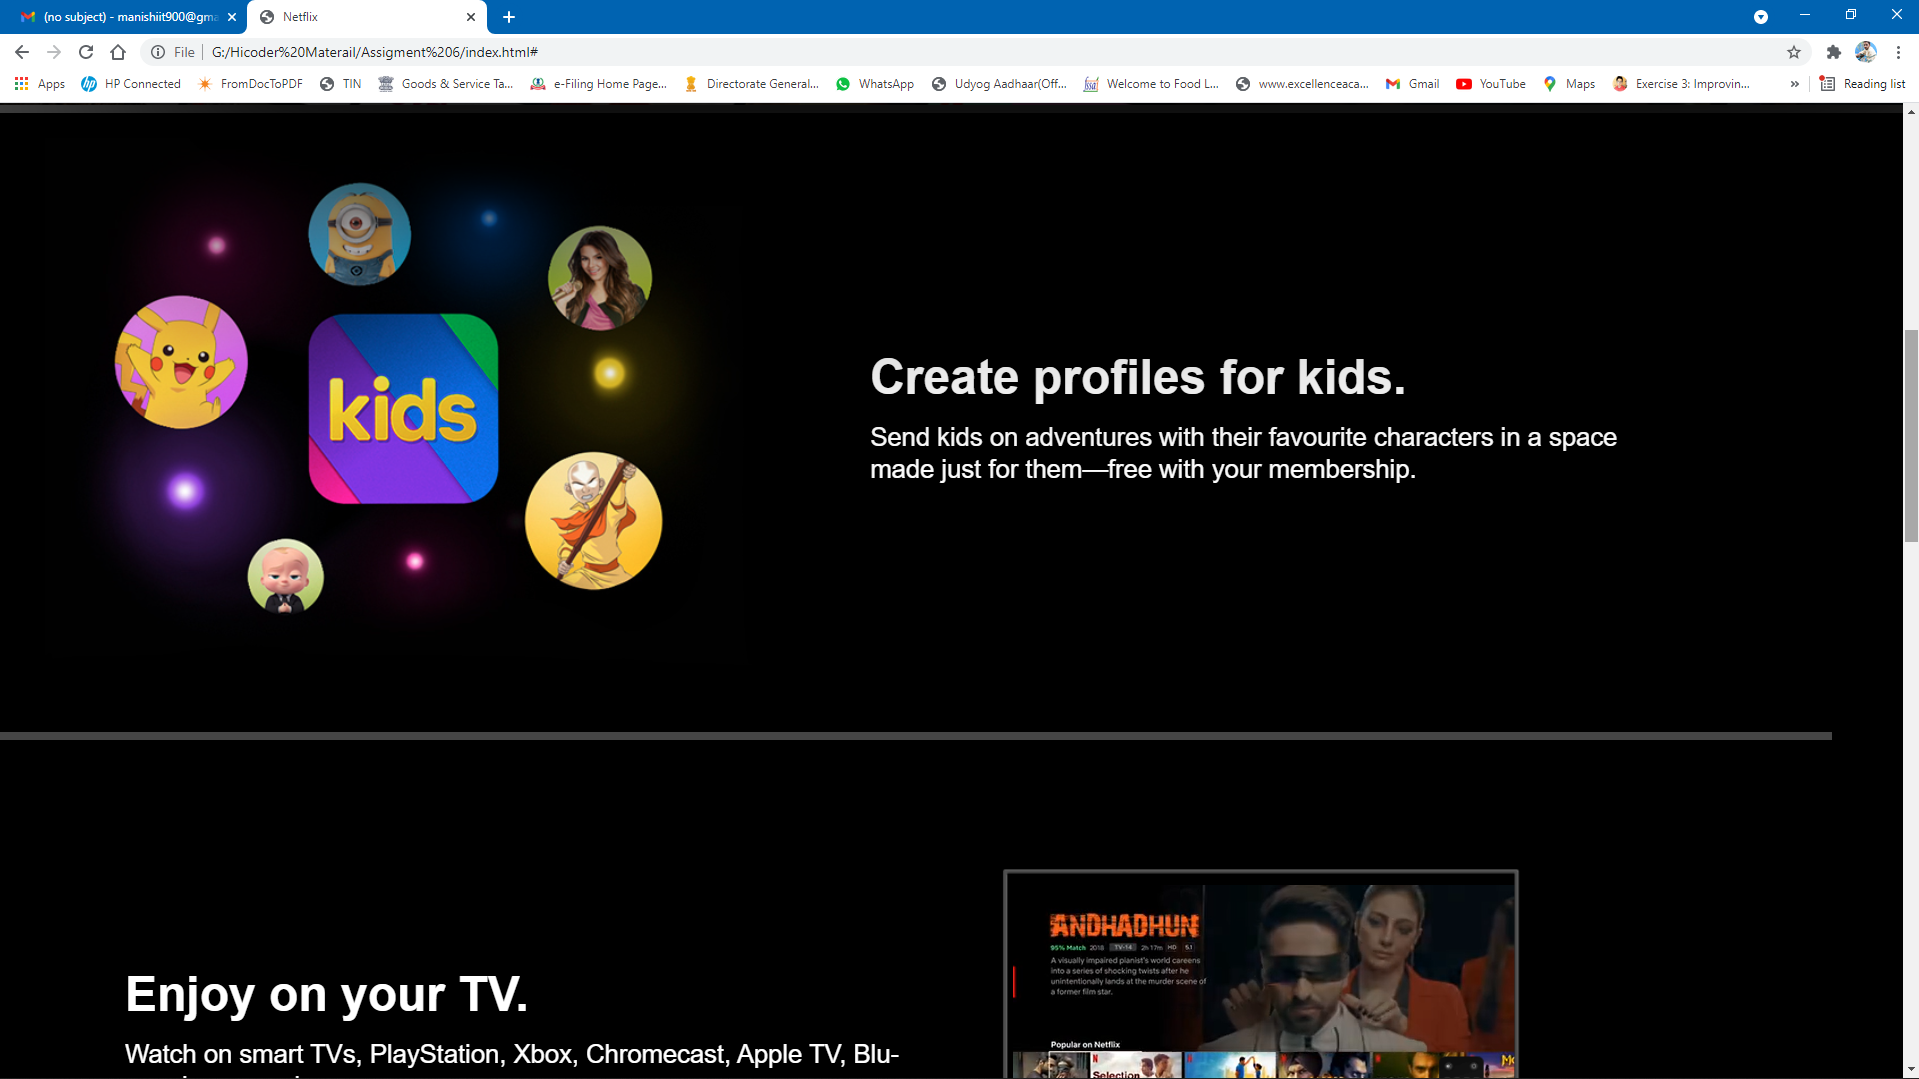 (no subject) - manishiit900@gma
Netflix
File
G:/Hicoder%20Materail/Assigment%206/index.html#
Apps
HP Connected
FromDocToPDF
TIN
Goods & Service Ta...
e-Filing Home Page...
Directorate General...
WhatsApp
Udyog Aadhaar(Off...
Welcome to Food L...
www.excellenceaca...
Gmail
YouTube
Maps
Exercise 3: Improvin...
»
Reading list
kids
Create profiles for kids.
Send kids on adventures with their favourite characters in a space
made just for them—free with your membership.
Enjoy on your TV.
Watch on smart TVs, PlayStation, Xbox, Chromecast, Apple TV, Blu-
ANDHADHUN
95% Match 2018 TV-14 2h 17m HD 5.1
A visually impaired pianist's world careens
into a series of shocking twists after he
unintentionally lands at the murder scene of
a former film star.
Popular on Netflix
Selection